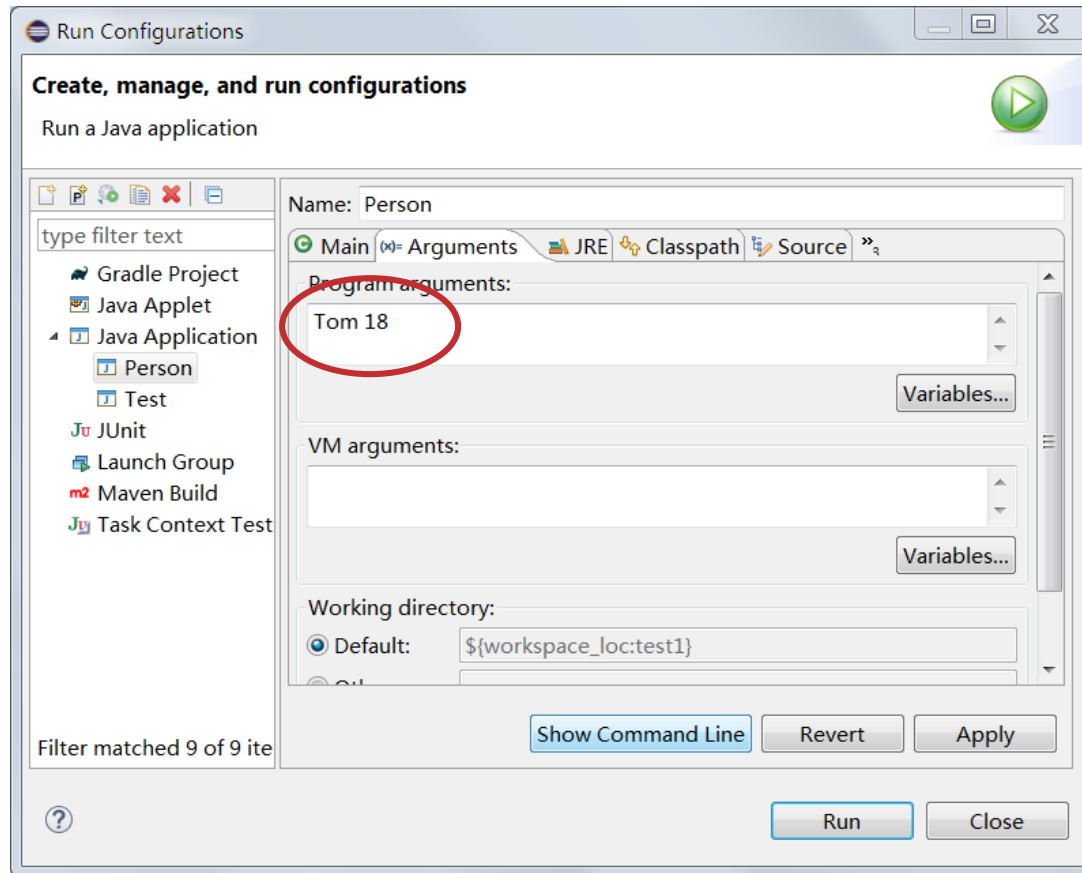 Run Configurations
Create, manage, and run configurations
Run a Java application
type filter text
Gradle Project
Java Applet
Java Application
Person
Test
JUnit
Launch Group
Maven Build
Task Context Test
Filter matched 9 of 9 ite
Name: Person
Main (x)= Arguments JRE Classpath Source »3
Program arguments:
Tom 18
Variables...
VM arguments:
Variables...
Working directory:
Default: ${workspace_loc:test1}
Show Command Line Revert Apply
Run Close